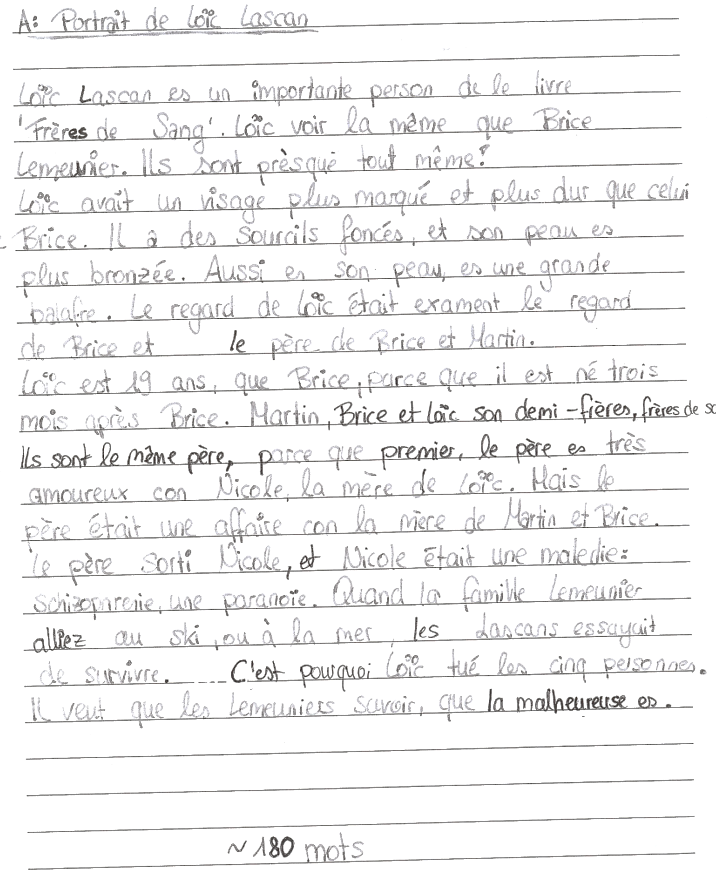 A: Portrait de Loïc Lascan
Loïc Lascan es un importante person de le livre
'Frères de Sang'. Loïc voir la même que Brice
Lemeunier. Ils sont présque tout même!
Loïc avait un visage plus marqué et plus dur que celui
Brice. Il a des sourcils foncés, et son peau es
plus bronzée. Aussi en son peau, es une grande
balafre. Le regard de Loïc était exament le regard
de Brice et le père de Brice et Martin.
Loïc est 19 ans, que Brice, parce que il est né trois
mois après Brice. Martin, Brice et Loïc son demi-frères, frères de
Ils sont le même père, parce que premier, le père es très
amoureux con Nicole, la mère de Loïc. Mais le
père était une affaire con la mère de Martin et Brice.
Le père sorti Nicole, et Nicole était une maledie:
Schizoparenie, une paranoïe. Quand la famille Lemeunier
alliez au ski, ou à la mer, les Lascans essayait
de survivre. .... C'est pourquoi Loïc tué les cinq personnes.
Il veut que les Lemeuniers savoir, que la malheureuse es.
~ 180 mots